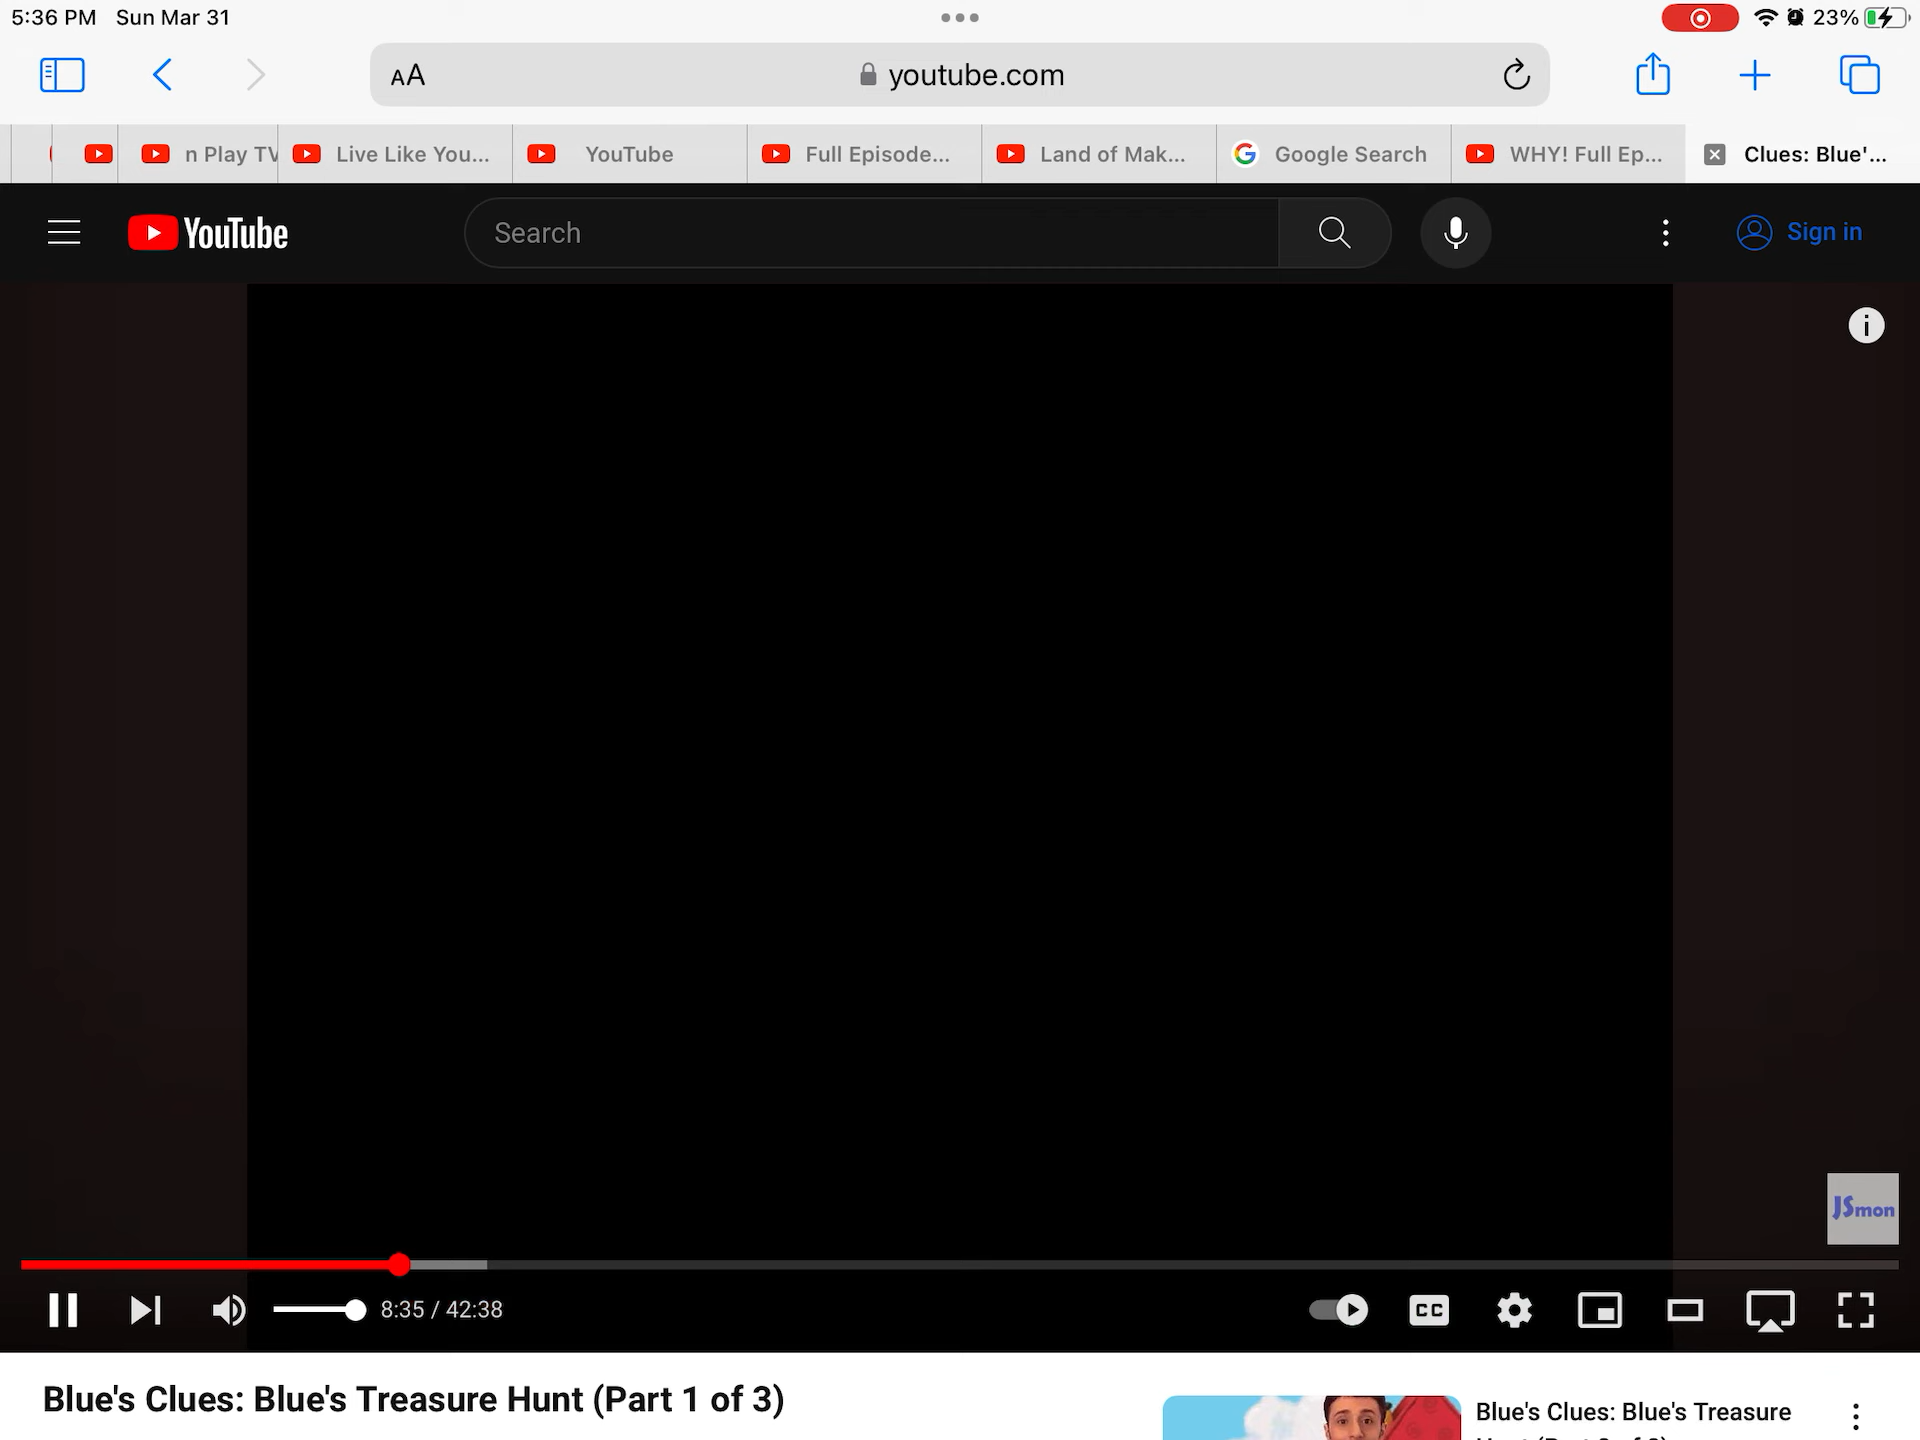 5:36 PM Sun Mar 31
23%
AA
youtube.com
n Play TV
Live Like You...
YouTube
Full Episode...
Land of Mak...
Google Search
WHY! Full Ep...
Clues: Blue'...
YouTube
Search
Sign in
JSmon
8:35 / 42:38
CC
Blue's Clues: Blue's Treasure Hunt (Part 1 of 3)
Blue's Clues: Blue's Treasure